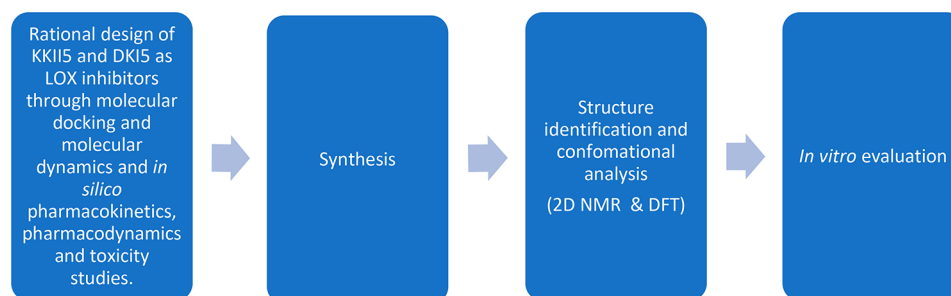 Rational design of
KKII5 and DKI5 as
LOX inhibitors
through molecular
docking and
molecular
dynamics and in
silico
pharmacokinetics,
pharmacodynamics
and toxicity
studies.
Synthesis
Structure
identification and
confomational
analysis
(2D NMR & DFT)
In vitro evaluation